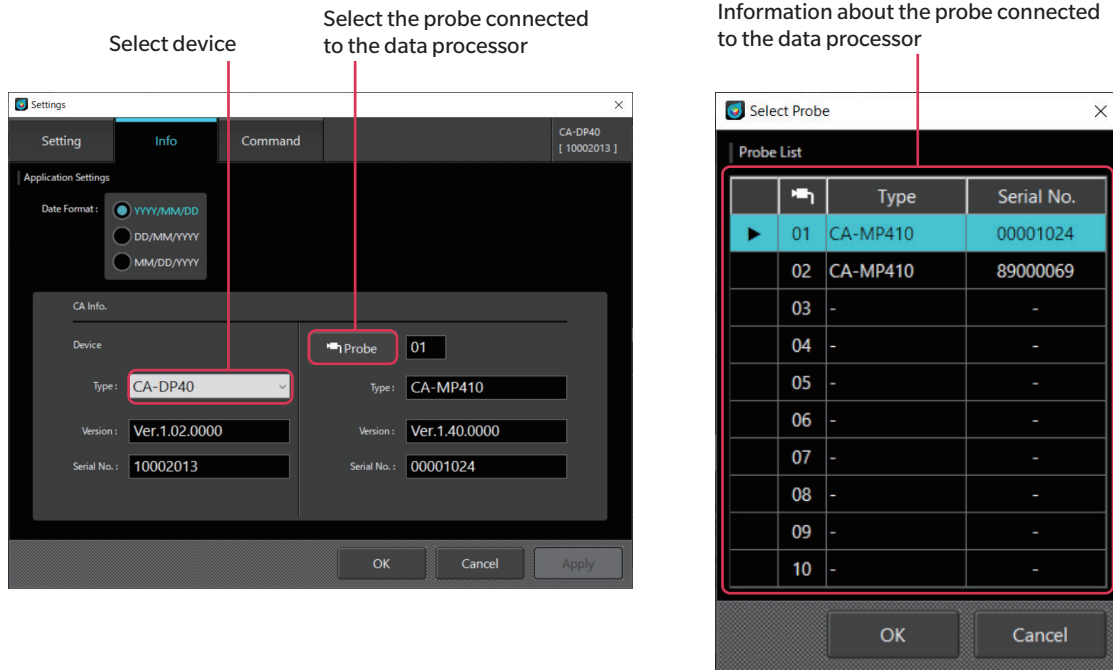 Select device
Select the probe connected
to the data processor
Information about the probe connected
to the data processor
Settings
Setting Info Command CA-DP40
[ 10002013 ]
Application Settings
Date Format : YYYY/MM/DD
DD/MM/YYYY
MM/DD/YYYY
CA Info.
Device Probe 01
Type : CA-DP40 Type : CA-MP410
Version : Ver.1.02.0000 Version : Ver.1.40.0000
Serial No. : 10002013 Serial No. : 00001024
OK Cancel Apply
Select Probe
Probe List
Type Serial No.
01 CA-MP410 00001024
02 CA-MP410 89000069
03 - -
04 - -
05 - -
06 - -
07 - -
08 - -
09 - -
10 - -
OK Cancel